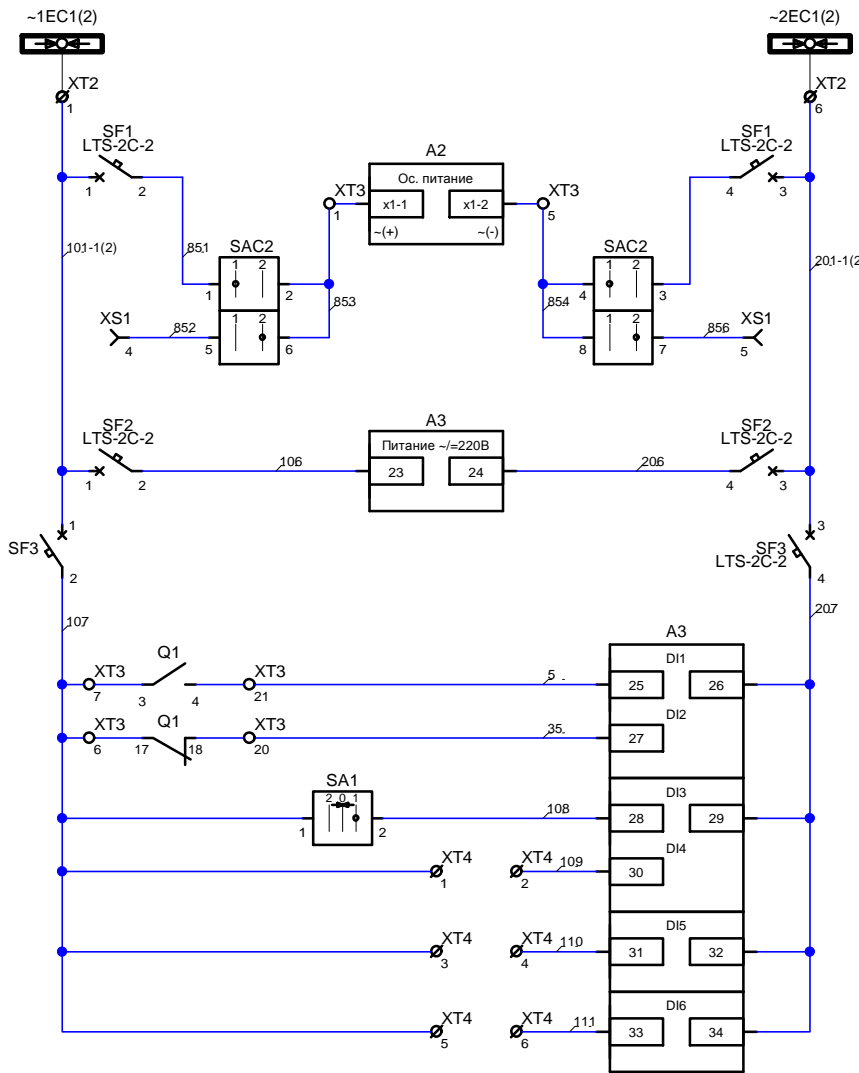 ~1EC1(2) ~2EC1(2)
XT2 XT2
1 6
SF1 SF1
LTS-2C-2 A2 LTS-2C-2
Ос. питание
1 2 XT3 x1-1 x1-2 XT3 4 3
1 ~(+) ~(-) 5
101-1(2) 851 SAC2 SAC2 201-1(2
1 2 1 2
1 2 4 3
853 854
XS1 1 2 1 2 XS1
852 856
4 5 6 8 7 5
SF2 A3 SF2
LTS-2C-2 Питание ~/=220В LTS-2C-2
106 23 24 206
1 2 4 3
1 3
SF3 SF3
LTS-2C-2
2 4
107 207
A3
Q1 DI1
XT3 XT3 5 25 26
7 3 4 21
Q1 DI2
XT3 XT3 35 27
6 17 18 20
SA1 DI3
2 0 1
1 2 108 28 29
DI4
XT4 XT4 109 30
1 2
DI5
XT4 XT4 110 31 32
3 4
DI6
XT4 XT4 111 33 34
5 6